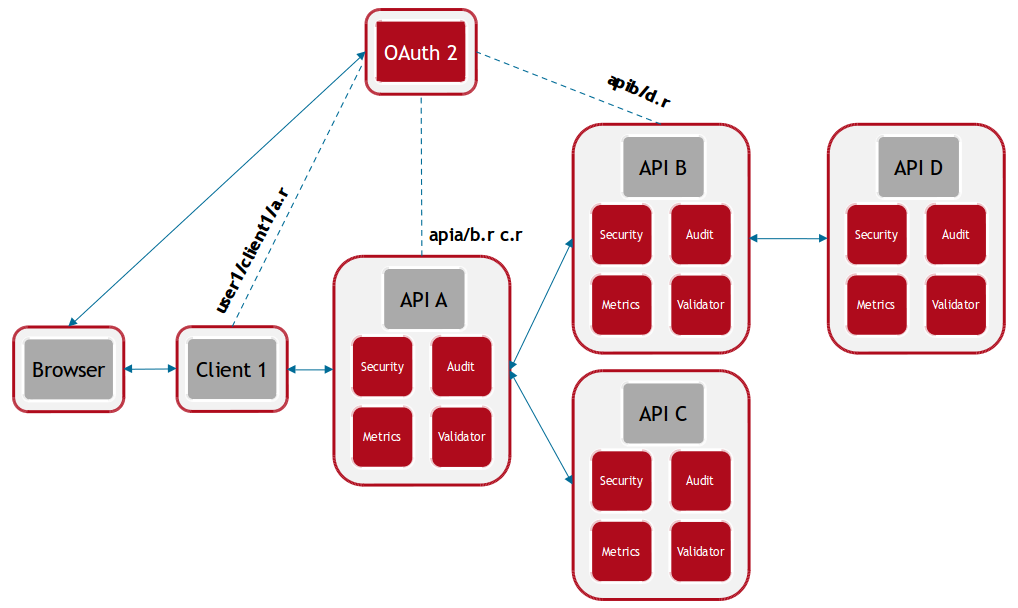 OAuth 2
apib/d.r
user1/client1/a.r
apia/b.r c.r
Browser
Client 1
API A
Security
Audit
Metrics
Validator
API B
Security
Audit
Metrics
Validator
API C
Security
Audit
Metrics
Validator
API D
Security
Audit
Metrics
Validator